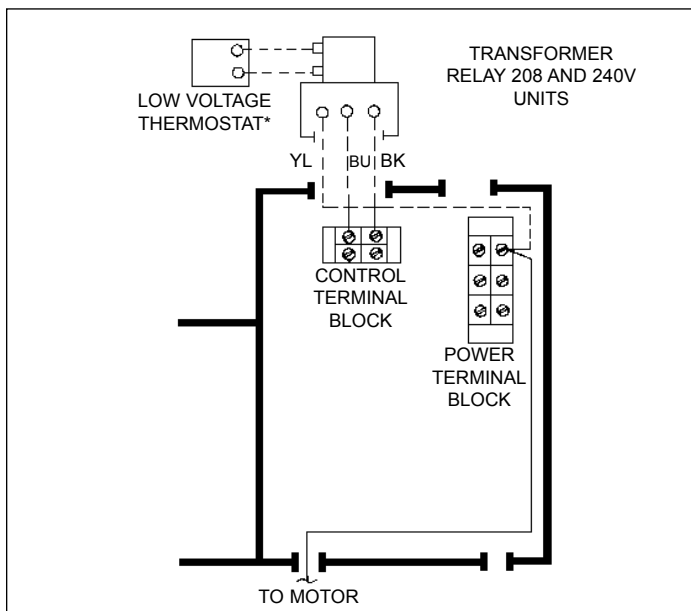 TRANSFORMER
RELAY 208 AND 240V
UNITS
LOW VOLTAGE
THERMOSTAT*
YL BU BK
CONTROL
TERMINAL
BLOCK
POWER
TERMINAL
BLOCK
TO MOTOR